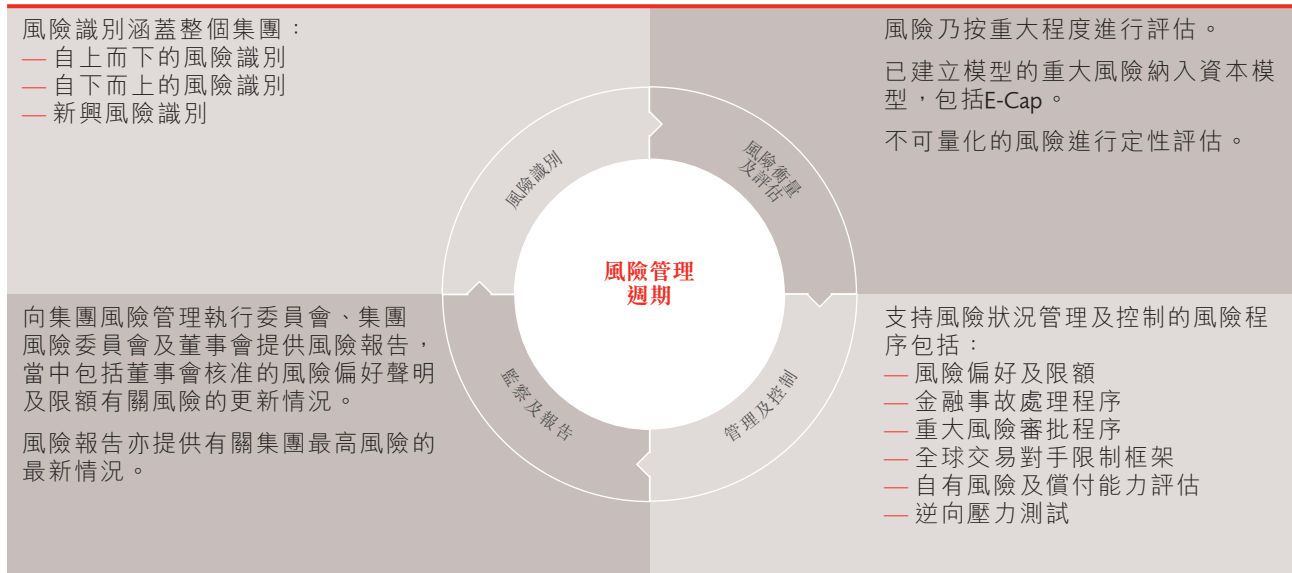 風險識別涵蓋整個集團：
— 自上而下的風險識別
— 自下而上的風險識別
— 新興風險識別
風險乃按重大程度進行評估。
已建立模型的重大風險納入資本模
型，包括E-Cap。
不可量化的風險進行定性評估。
風險識別
風險衡量
及評估
風險管理
週期
監察及報告
管理及控制
向集團風險管理執行委員會、集團
風險委員會及董事會提供風險報告，
當中包括董事會核准的風險偏好聲明
及限額有關風險的更新情況。
風險報告亦提供有關集團最高風險的
最新情況。
支持風險狀況管理及控制的風險程
序包括：
— 風險偏好及限額
— 金融事故處理程序
— 重大風險審批程序
— 全球交易對手限制框架
— 自有風險及償付能力評估
— 逆向壓力測試